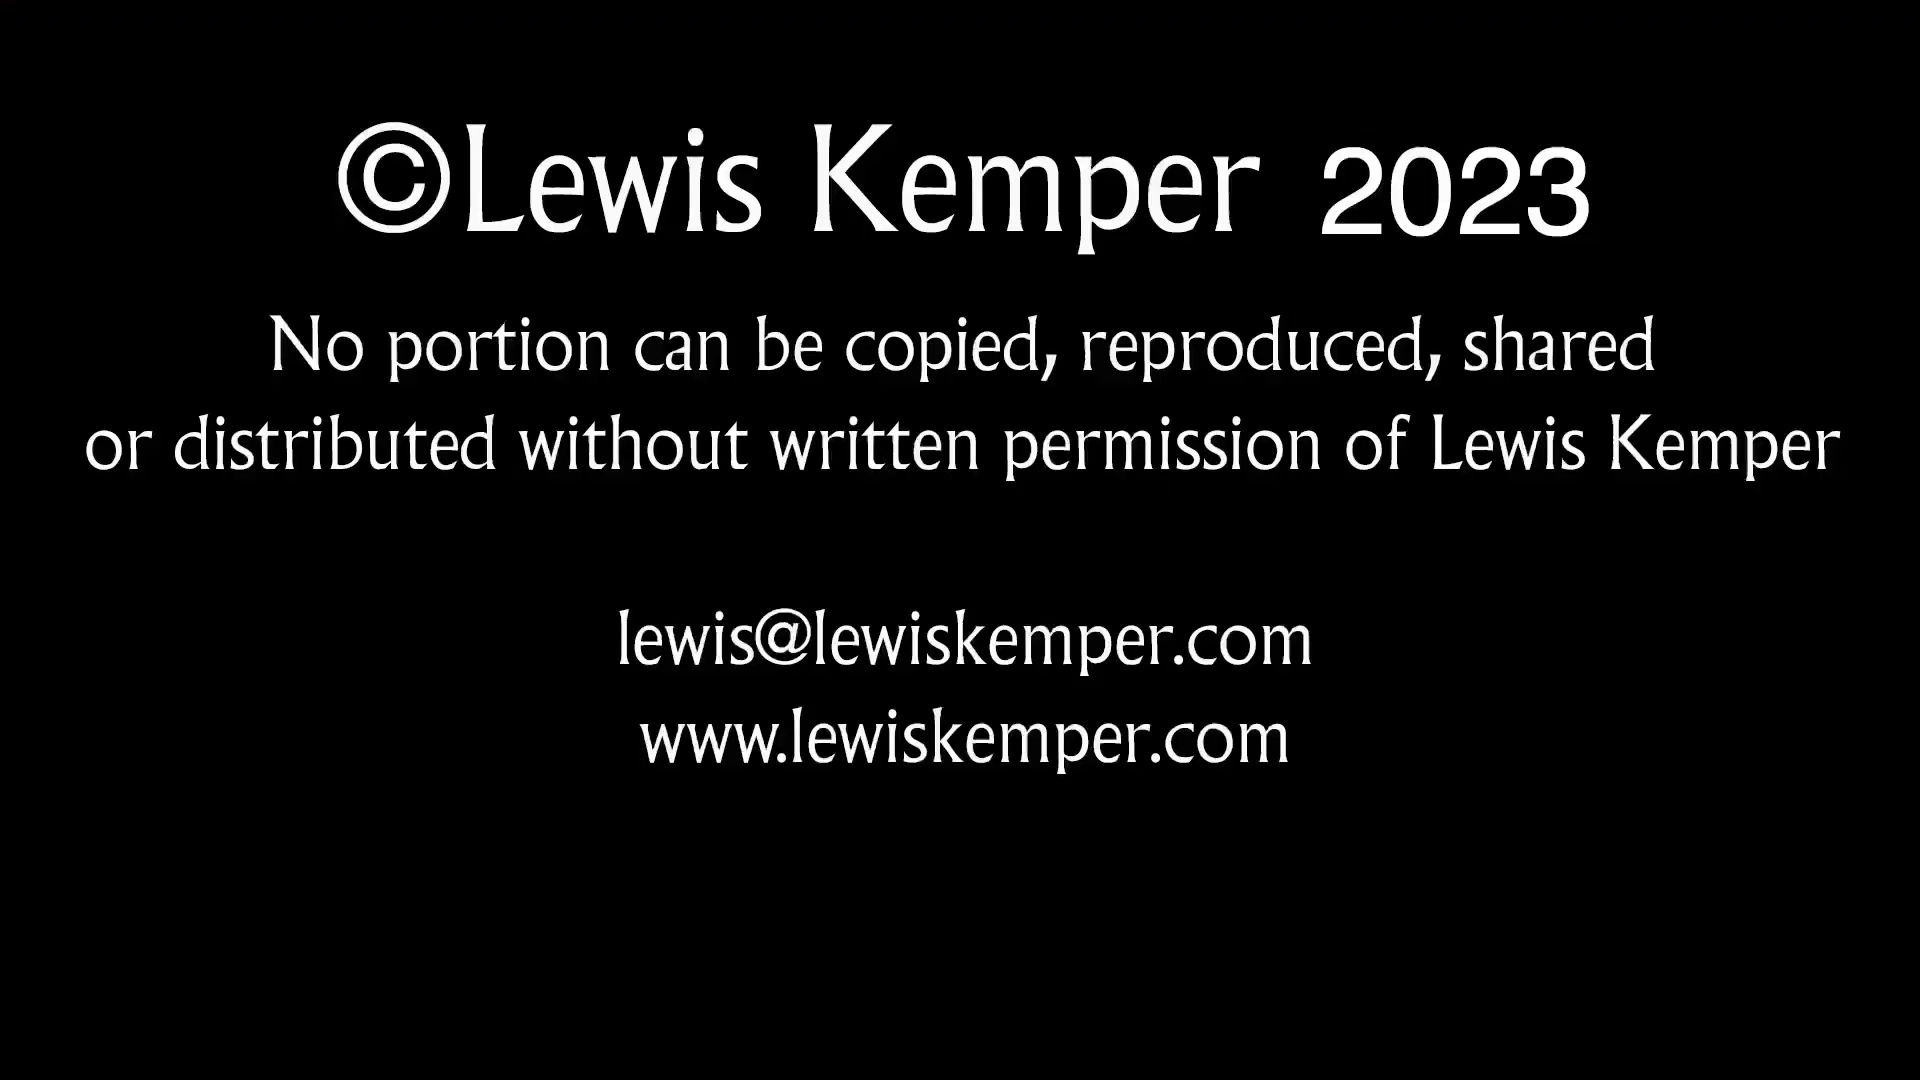 ©Lewis Kemper 2023
No portion can be copied, reproduced, shared
or distributed without written permission of Lewis Kemper
lewis@lewiskemper.com
www.lewiskemper.com